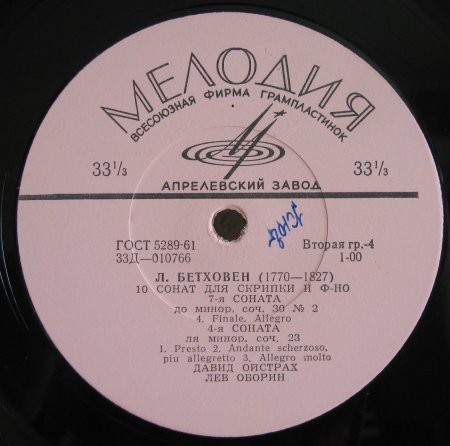 МЕЛОДИЯ
ВСЕСОЮЗНАЯ ФИРМА ГРАМПЛАСТИНОК
33⅓ 33⅓
АПРЕЛЕВСКИЙ ЗАВОД
ГОСТ 5289-61 Вторая гр.-4
33Д—010766 1-00
Л. БЕТХОВЕН (1770—1827)
10 СОНАТ ДЛЯ СКРИПКИ И Ф-НО
7-я СОНАТА
до минор, соч. 30 № 2
4. Finale. Allegro
4-я СОНАТА
ля минор, соч. 23
1. Presto 2. Andante scherzoso,
piu allegretto 3. Allegro molto
ДАВИД ОЙСТРАХ
ЛЕВ ОБОРИН